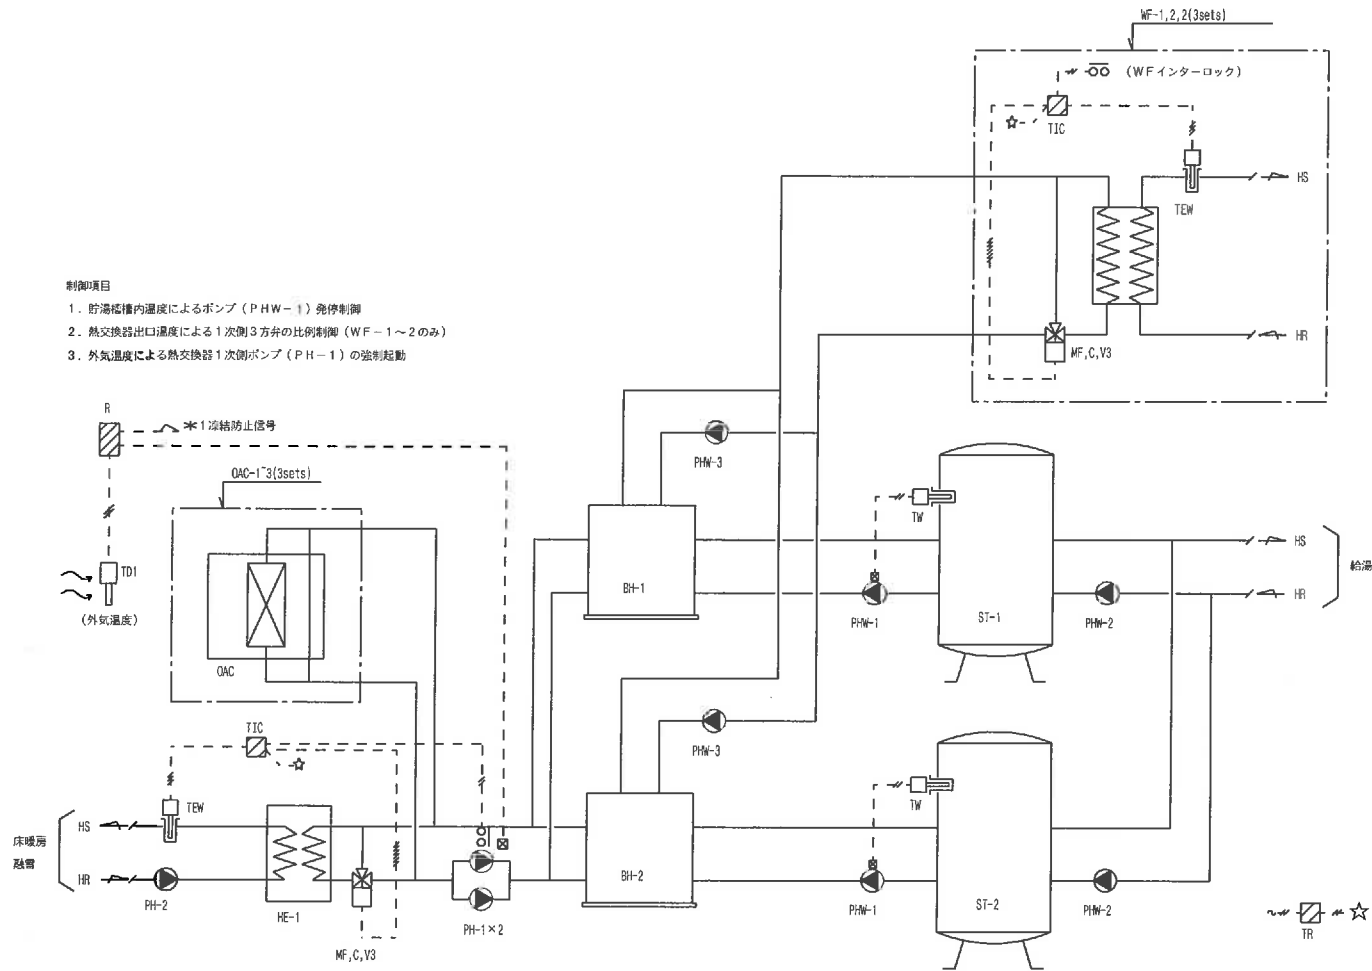 WF-1,2,2(3sets)
(WFインターロック)
TIC
HS
TEW
HR
MF,C,V3
制御項目
1. 貯湯槽槽内温度によるポンプ(PHW-1)発停制御
2. 熱交換器出口温度による1次側3方弁の比例制御(WF-1~2のみ)
3. 外気温度による熱交換器1次側ポンプ(PH-1)の強制起動
R
*1凍結防止信号
OAC-1~3(3sets)
PHW-3
TW
TD1
(外気温度)
BH-1
HS
給湯
HR
PHW-1
ST-1
PHW-2
OAC
TIC
PHW-3
TW
TEW
床暖房
融雪
HS
HR
PH-2
HE-1
BH-2
PHW-1
ST-2
PHW-2
PH-1×2
MF,C,V3
TR